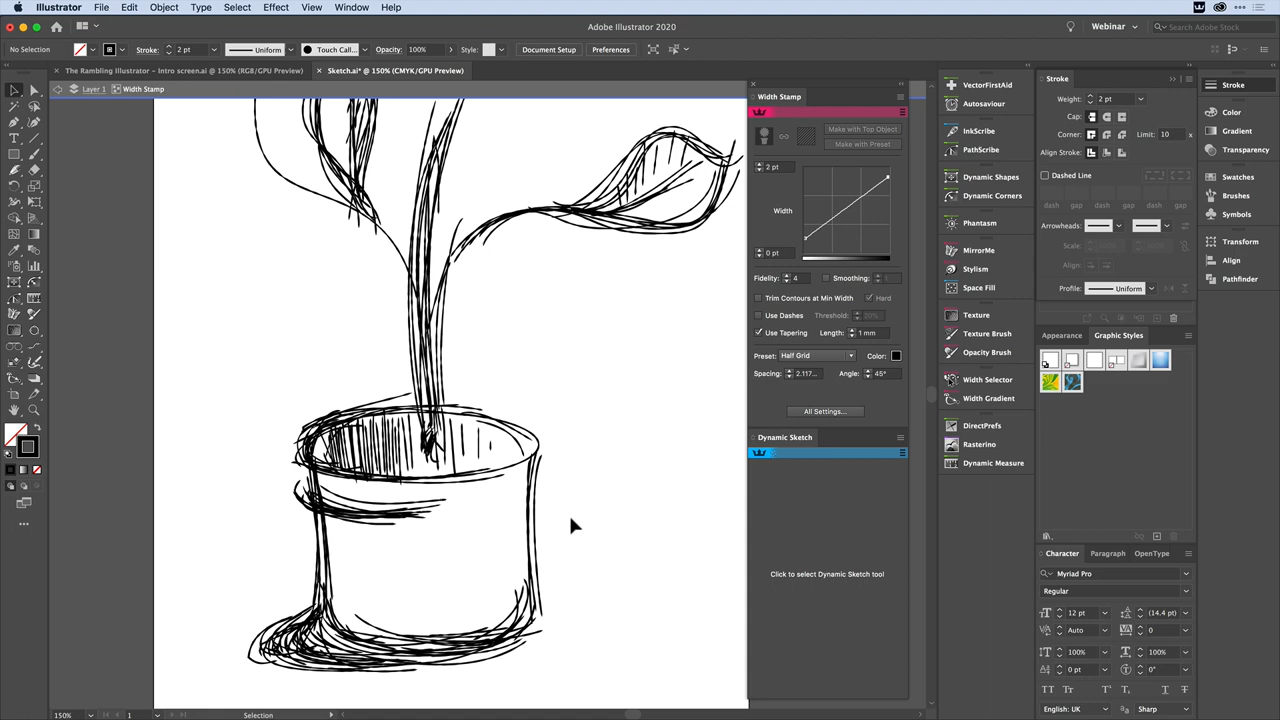 Illustrator File Edit Object Type Select Effect View Window Help
Adobe Illustrator 2020
Webinar
Search Adobe Stock
No Selection Stroke: 2 pt Uniform Touch Call... Opacity: 100% Style: Document Setup Preferences
× The Rambling Illustrator – Intro screen.ai @ 150% (RGB/GPU Preview) × Sketch.ai* @ 150% (CMYK/GPU Preview)
Layer 1 Width Stamp
Width Stamp
Make with Top Object
Make with Preset
2 pt
Width
0 pt
Fidelity: 4 Smoothing: 1
Trim Contours at Min Width Hard
Use Dashes Threshold: 20%
Use Tapering Length: 1 mm
Preset: Half Grid Color:
Spacing: 2.117... Angle: 45°
All Settings...
Dynamic Sketch
Click to select Dynamic Sketch tool
VectorFirstAid
Autosaviour
InkScribe
PathScribe
Dynamic Shapes
Dynamic Corners
Phantasm
MirrorMe
Stylism
Space Fill
Texture
Texture Brush
Opacity Brush
Width Selector
Width Gradient
DirectPrefs
Rasterino
Dynamic Measure
Stroke
Weight: 2 pt
Cap:
Corner: Limit: 10 x
Align Stroke:
Dashed Line
dash gap dash gap dash gap
Arrowheads:
Scale: 100% 100%
Align:
Profile: Uniform
Appearance Graphic Styles
Character Paragraph OpenType
Myriad Pro
Regular
12 pt (14.4 pt)
Auto 0
100% 100%
0 pt 0°
English: UK Sharp
Stroke
Color
Gradient
Transparency
Swatches
Brushes
Symbols
Transform
Align
Pathfinder
150% 1 Selection